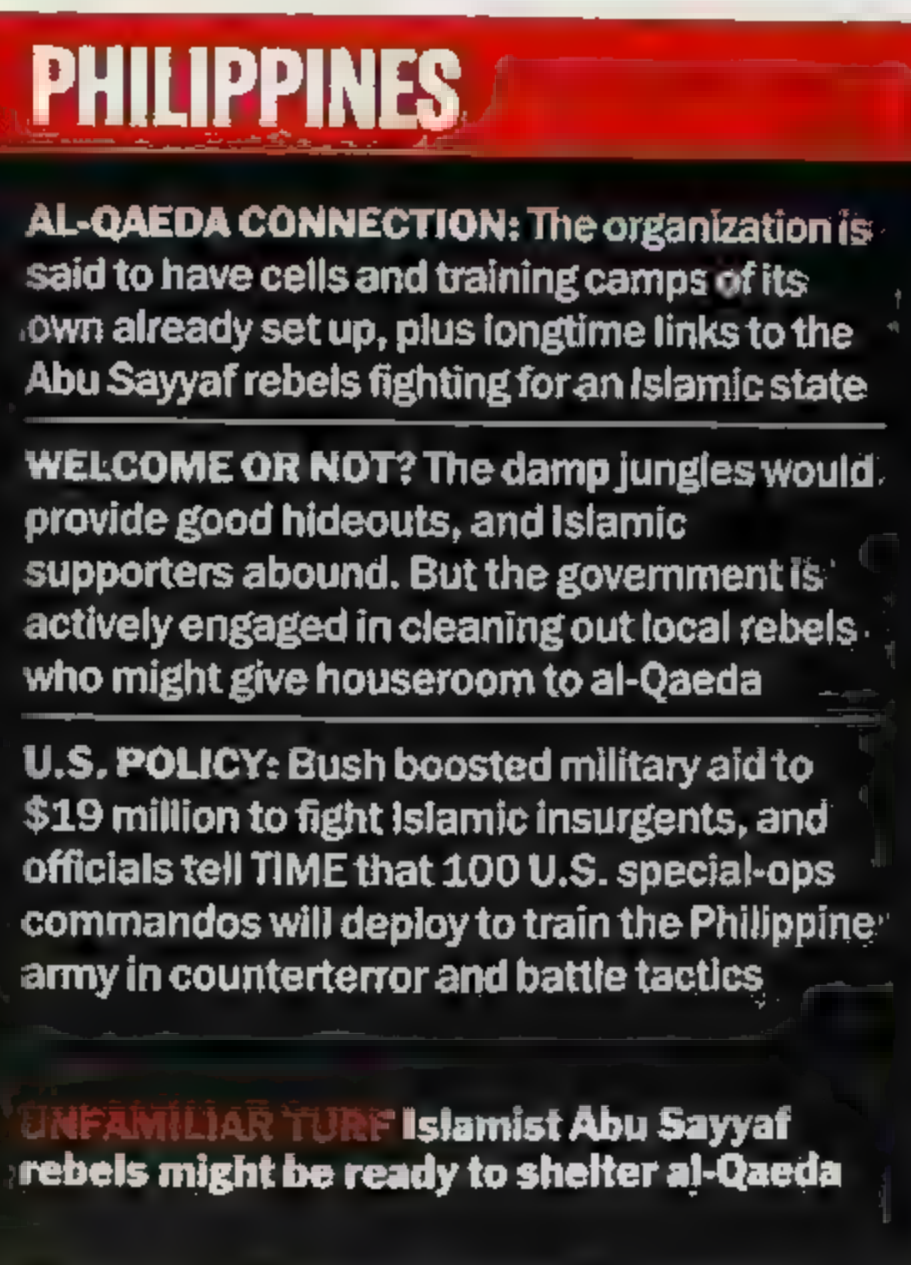 PHILIPPINES
AL-QAEDA CONNECTION: The organization is
said to have cells and training camps of its
own already set up, plus longtime links to the
Abu Sayyaf rebels fighting for an Islamic state
WELCOME OR NOT? The damp jungles would
provide good hideouts, and Islamic
supporters abound. But the government is
actively engaged in cleaning out local rebels
who might give houseroom to al-Qaeda
U.S. POLICY: Bush boosted military aid to
$19 million to fight Islamic insurgents, and
officials tell TIME that 100 U.S. special-ops
commandos will deploy to train the Philippine
army in counterterror and battle tactics
UNFAMILIAR TURF Islamist Abu Sayyaf
rebels might be ready to shelter al-Qaeda